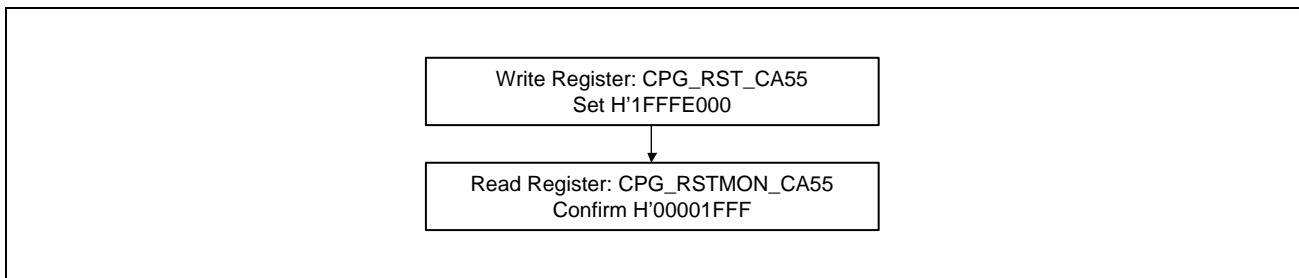 Write Register: CPG_RST_CA55
Set H'1FFFE000
Read Register: CPG_RSTMON_CA55
Confirm H'00001FFF